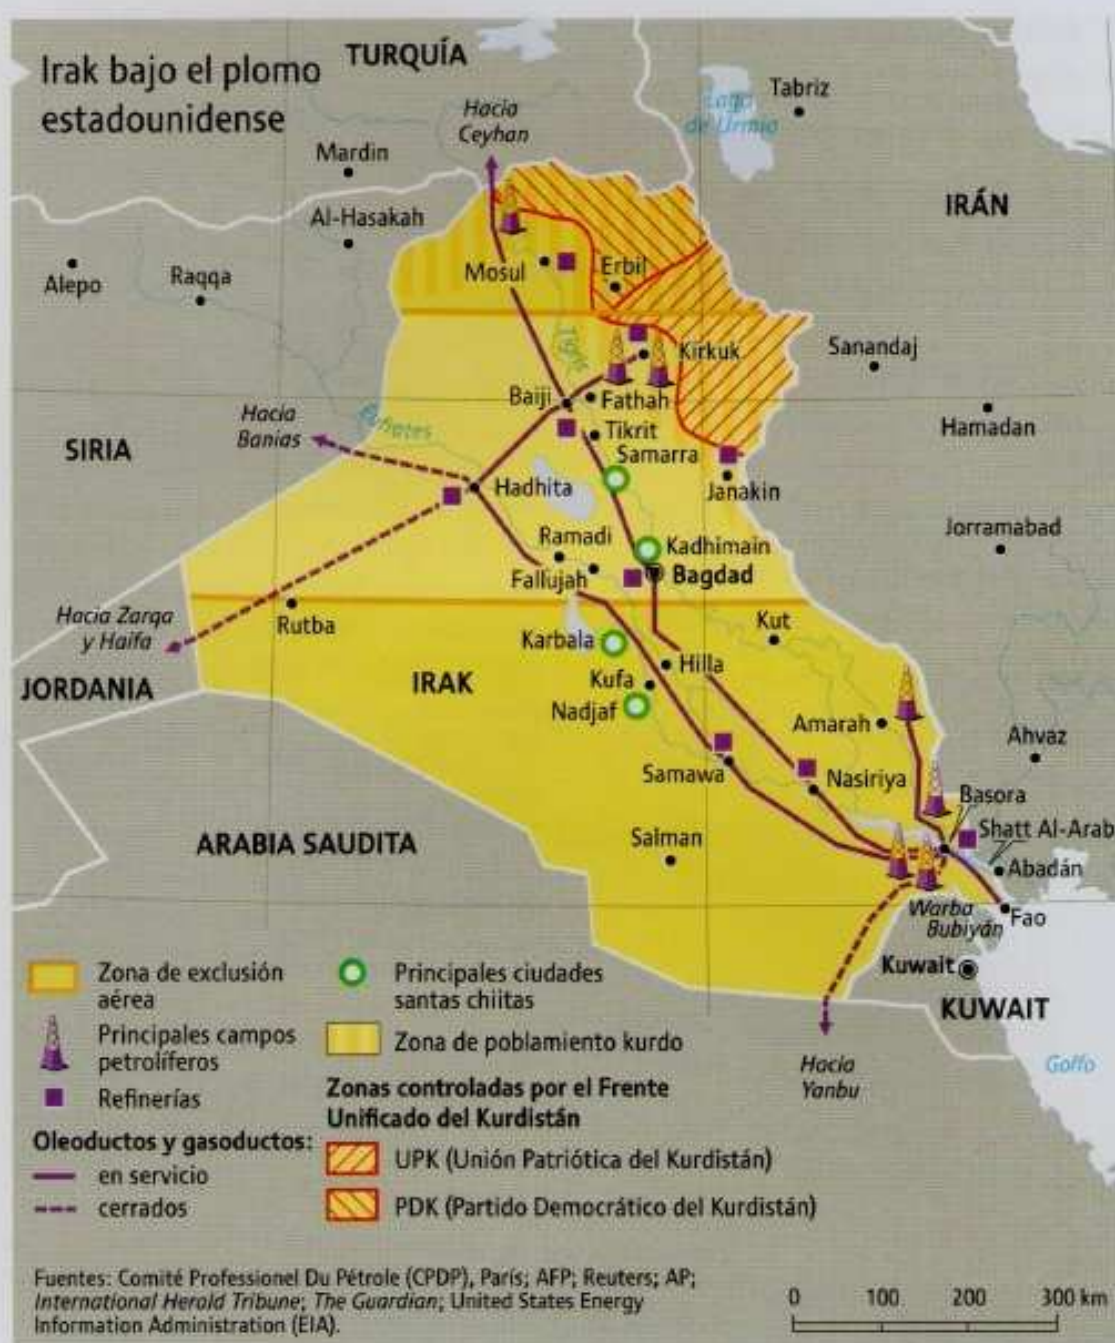 Irak bajo el plomo
estadounidense
TURQUÍA
Hacia
Ceyhan
Mardin
Al-Hasakah
Alepo
Raqqa
Lago
de Urmia
Tabriz
IRÁN
Mosul
Erbil
Tigris
Kirkuk
Sanandaj
Baiji
Fathah
Hamadan
Hacia
Banias
Eufrates
Tikrit
SIRIA
Samarra
Hadhita
Janakin
Ramadi
Kadhimain
Jorramabad
Fallujah
Bagdad
Hacia Zarqa
y Haifa
Rutba
Kut
Karbala
Hilla
JORDANIA
IRAK
Kufa
Nadjaf
Amarah
Ahvaz
Samawa
Nasiriya
Basora
Shatt Al-Arab
ARABIA SAUDITA
Salman
Abadán
Warba
Bubiyán
Fao
Kuwait
KUWAIT
Golfo
Hacia
Yanbu
Zona de exclusión
aérea
Principales campos
petrolíferos
Refinerías
Oleoductos y gasoductos:
en servicio
cerrados
Principales ciudades
santas chiitas
Zona de poblamiento kurdo
Zonas controladas por el Frente
Unificado del Kurdistán
UPK (Unión Patriótica del Kurdistán)
PDK (Partido Democrático del Kurdistán)
Fuentes: Comité Professionel Du Pétrole (CPDP), París; AFP; Reuters; AP;
International Herald Tribune; The Guardian; United States Energy
Information Administration (EIA).
0 100 200 300 km